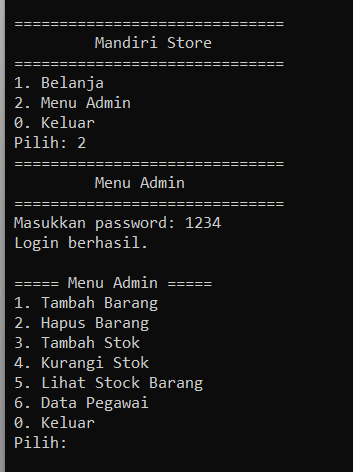 ==============================
Mandiri Store
==============================
1. Belanja
2. Menu Admin
0. Keluar
Pilih: 2
==============================
Menu Admin
==============================
Masukkan password: 1234
Login berhasil.
===== Menu Admin =====
1. Tambah Barang
2. Hapus Barang
3. Tambah Stok
4. Kurangi Stok
5. Lihat Stock Barang
6. Data Pegawai
0. Keluar
Pilih: